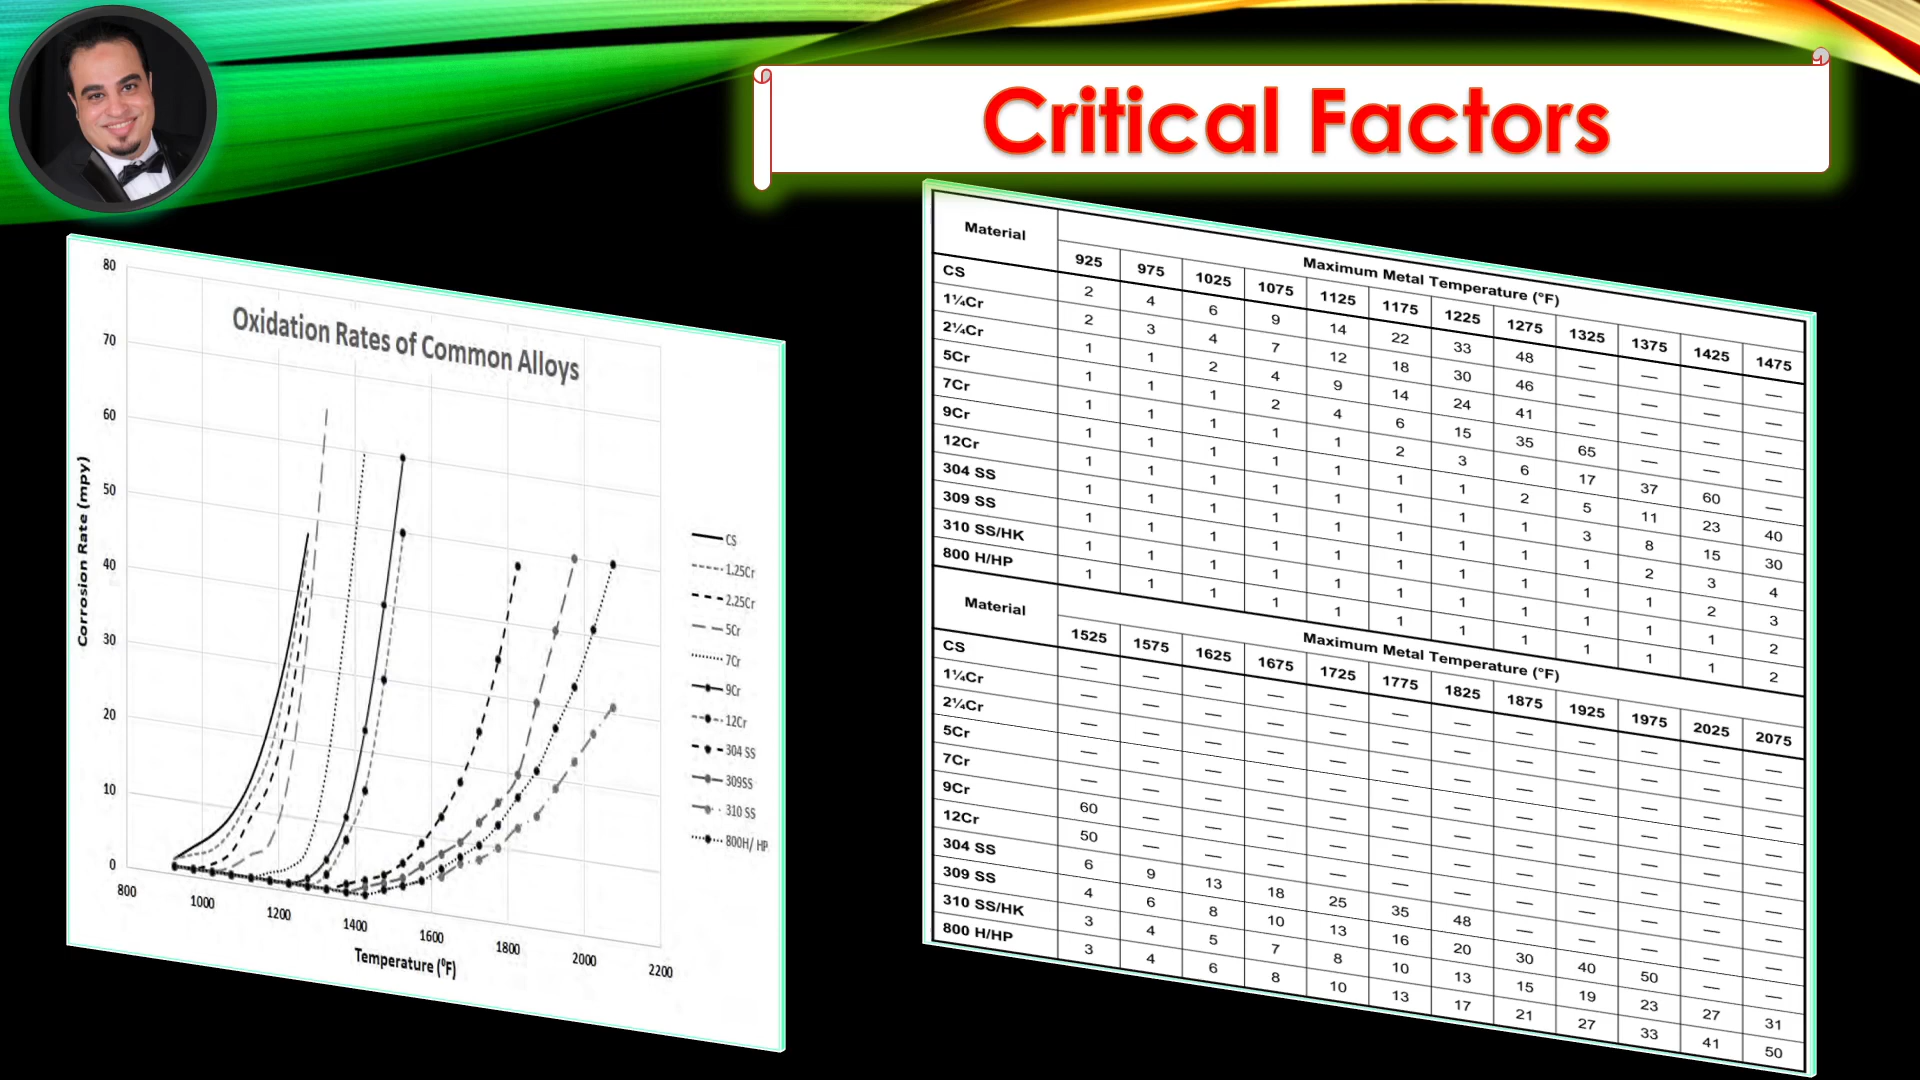 Critical Factors
Oxidation Rates of Common Alloys
80
70
60
50
40
30
20
10
0
Corrosion Rate (mpy)
800 1000 1200 1400 1600 1800 2000 2200
Temperature (⁰F)
CS
1.25Cr
2.25Cr
5Cr
7Cr
9Cr
12Cr
304 SS
309SS
310 SS
800H/ HP
Material Maximum Metal Temperature (°F)
925 975 1025 1075 1125 1175 1225 1275 1325 1375 1425 1475
CS 2 4 6 9 14 22 33 48 — — — —
1¼Cr 2 3 4 7 12 18 30 46 — — — —
2¼Cr 1 1 2 4 9 14 24 41 — — — —
5Cr 1 1 1 2 4 6 15 35 65 — — —
7Cr 1 1 1 1 1 2 3 6 17 37 60 —
9Cr 1 1 1 1 1 1 1 2 5 11 23 40
12Cr 1 1 1 1 1 1 1 1 3 8 15 30
304 SS 1 1 1 1 1 1 1 1 1 2 3 4
309 SS 1 1 1 1 1 1 1 1 1 1 2 3
310 SS/HK 1 1 1 1 1 1 1 1 1 1 1 2
800 H/HP 1 1 1 1 1 1 1 1 1 1 1 2
Material Maximum Metal Temperature (°F)
1525 1575 1625 1675 1725 1775 1825 1875 1925 1975 2025 2075
CS — — — — — — — — — — — —
1¼Cr — — — — — — — — — — — —
2¼Cr — — — — — — — — — — — —
5Cr — — — — — — — — — — — —
7Cr — — — — — — — — — — — —
9Cr 60 — — — — — — — — — — —
12Cr 50 — — — — — — — — — — —
304 SS 6 9 13 18 25 35 48 — — — — —
309 SS 4 6 8 10 13 16 20 30 40 50 — —
310 SS/HK 3 4 5 7 8 10 13 15 19 23 27 31
800 H/HP 3 4 6 8 10 13 17 21 27 33 41 50